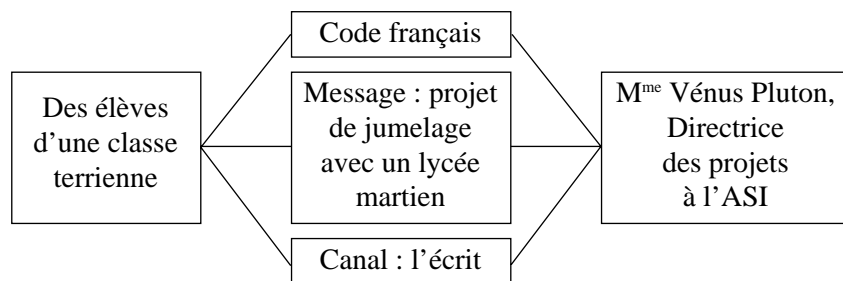 Code français
Des élèves
d’une classe
terrienne
Message : projet
de jumelage
avec un lycée
martien
Mme Vénus Pluton,
Directrice
des projets
à l’ASI
Canal : l’écrit